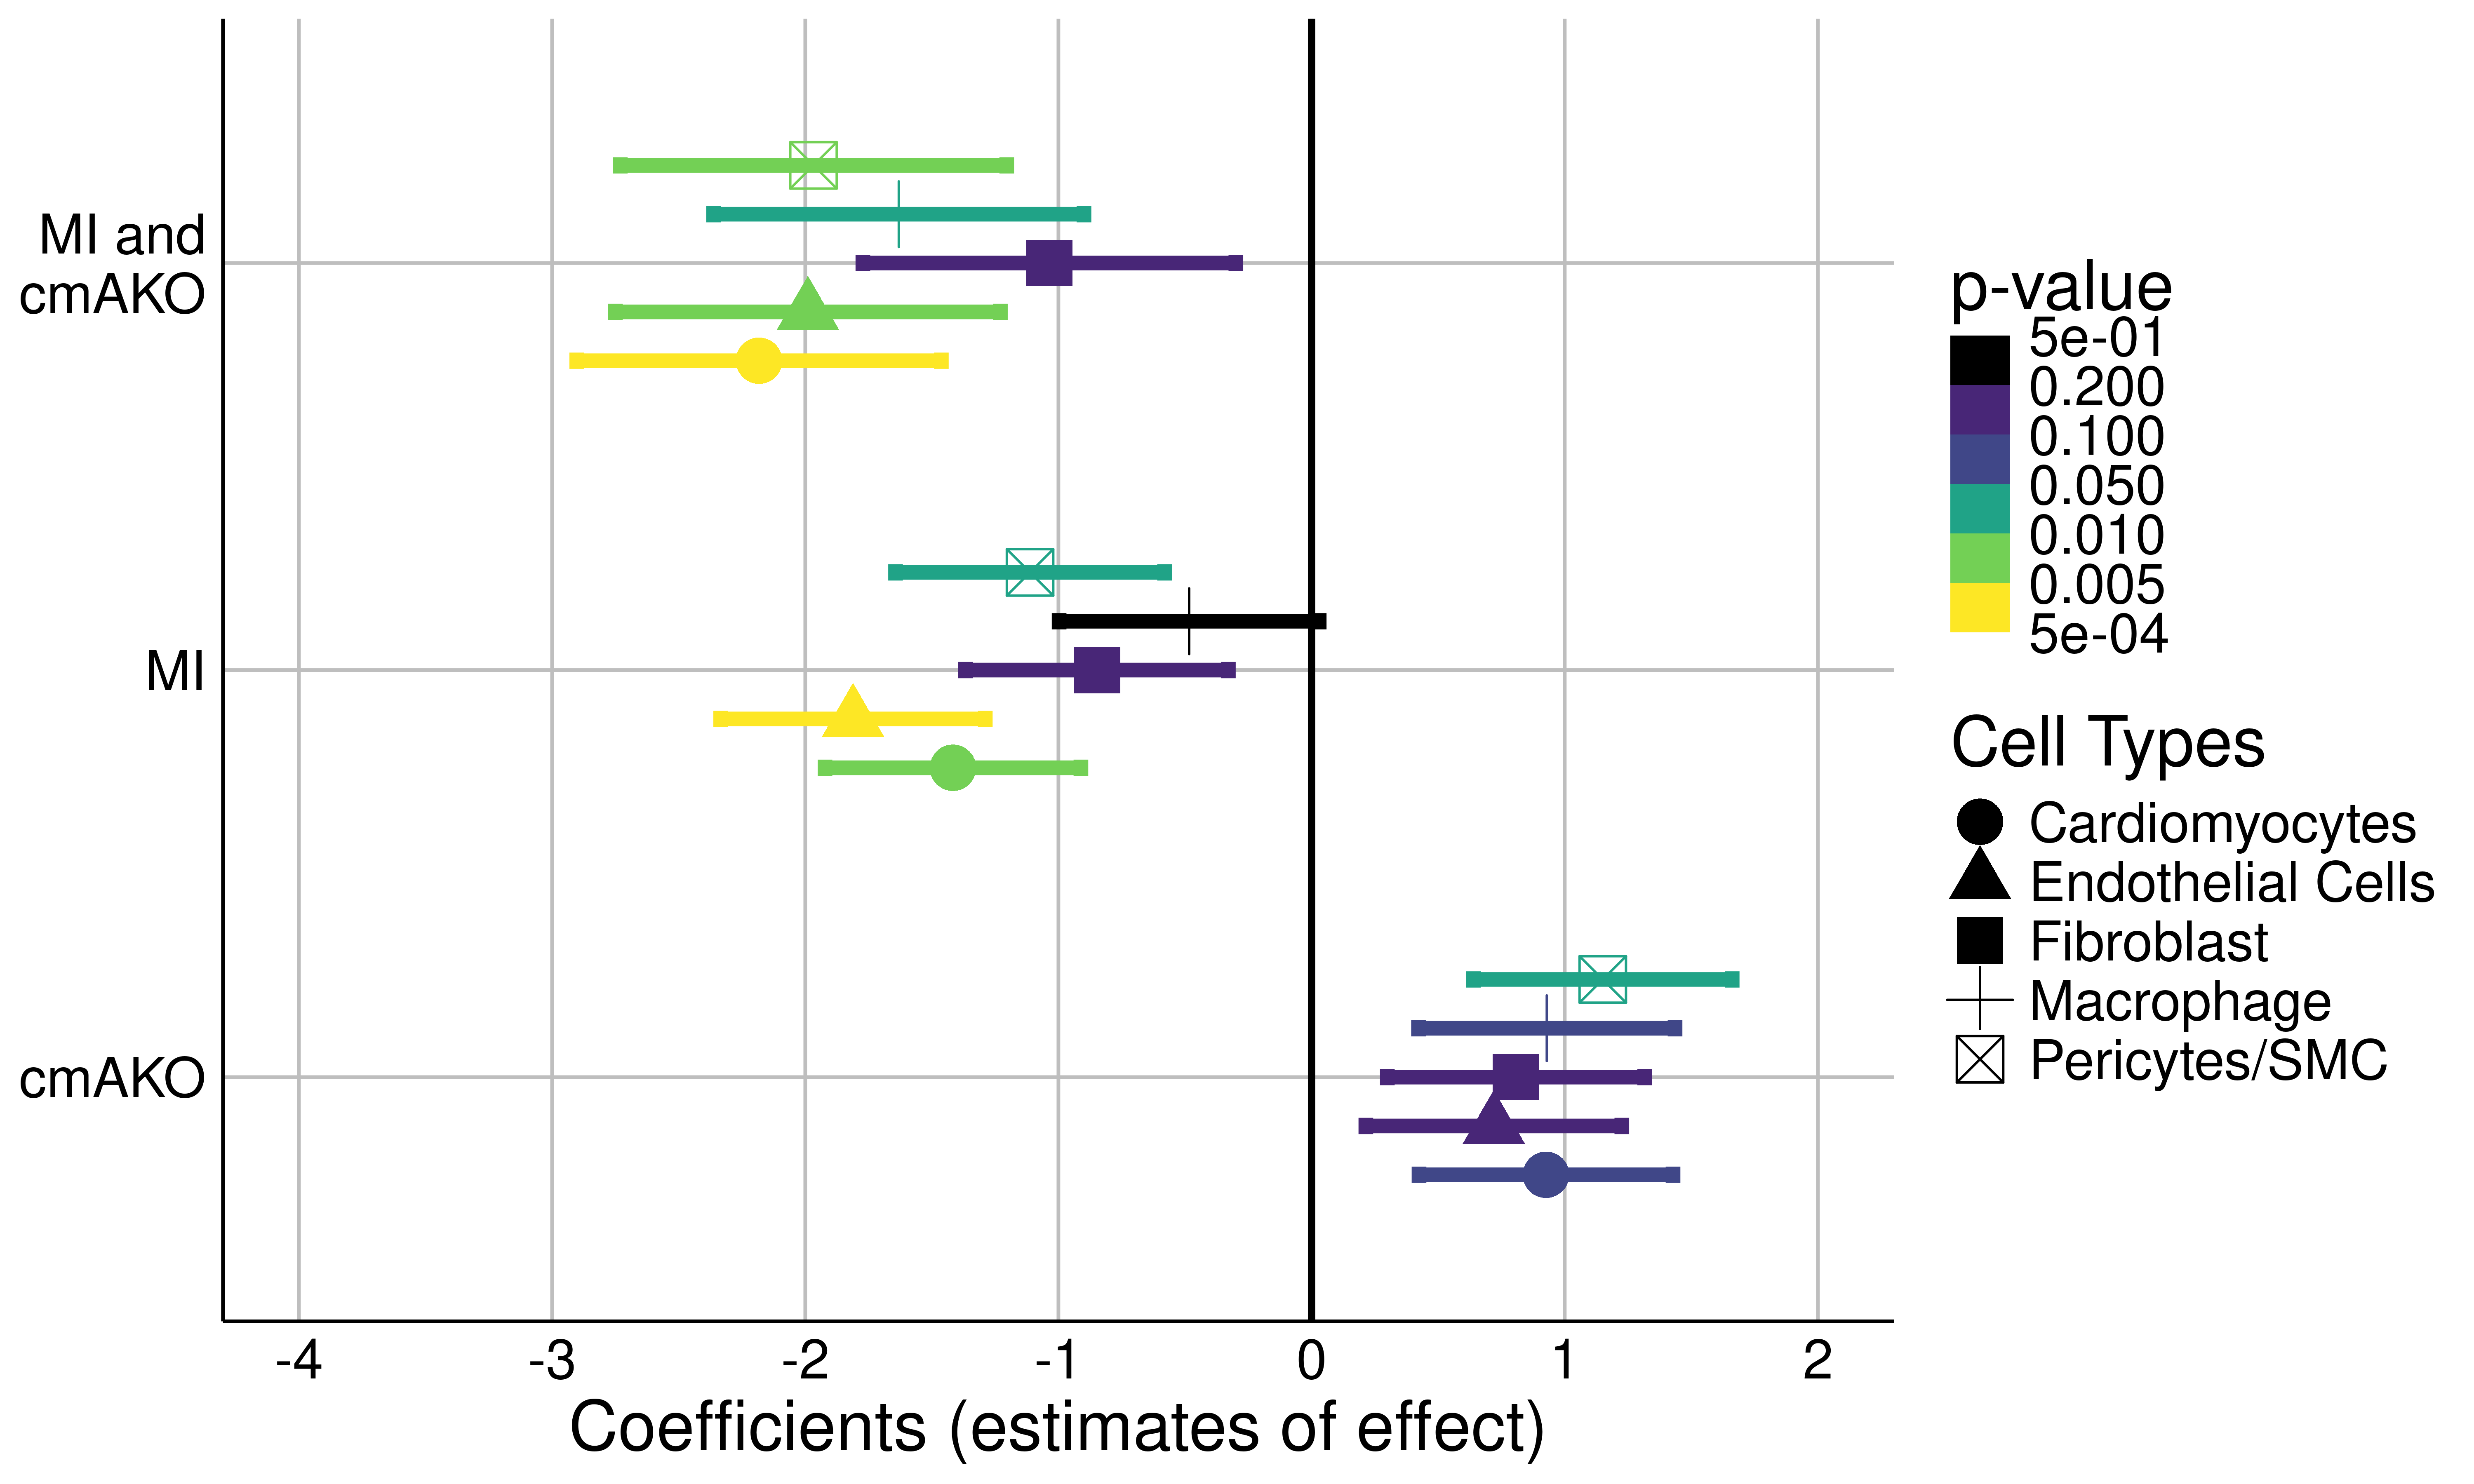 MI and
cmAKO
MI
cmAKO
-4 -3 -2 -1 0 1 2
Coefficients (estimates of effect)
p-value
5e-01
0.200
0.100
0.050
0.010
0.005
5e-04
Cell Types
Cardiomyocytes
Endothelial Cells
Fibroblast
Macrophage
Pericytes/SMC